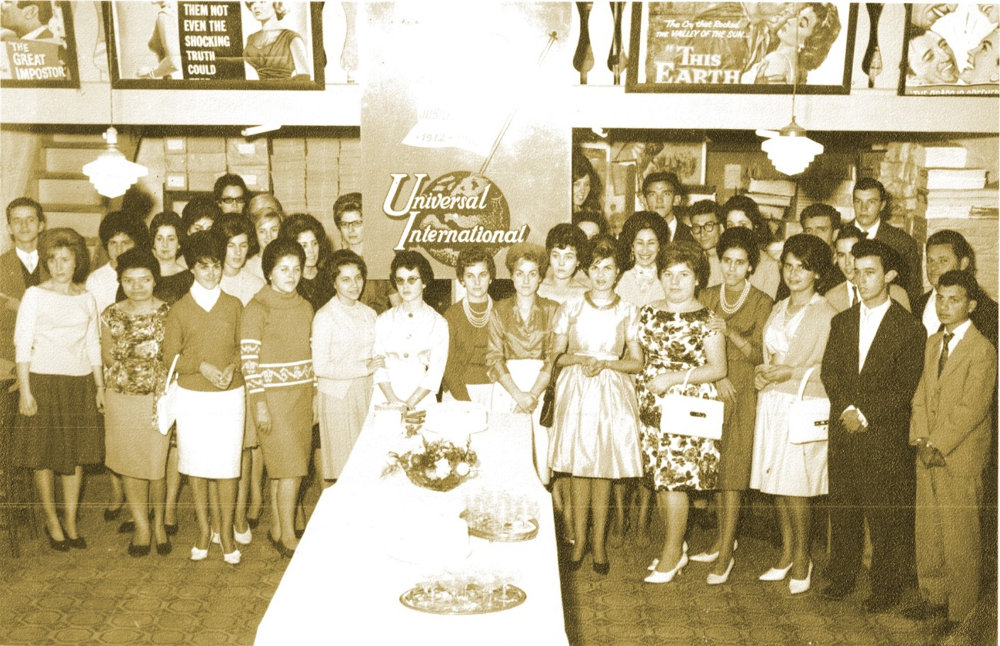 THE
GREAT
IMPOSTOR
THEM NOT
EVEN THE
SHOCKING
TRUTH
COULD
"The Cry that Rocked
THE VALLEY OF THE SUN...
"THIS
EARTH
1912 -
Universal
International